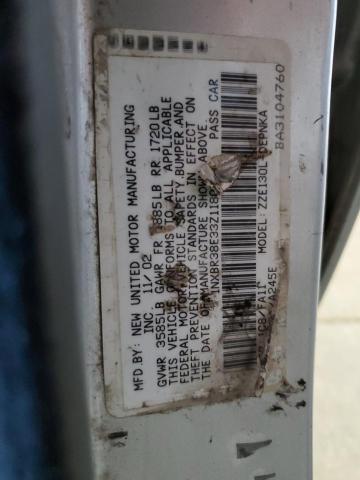 MFD.BY: NEW UNITED MOTOR MANUFACTURING
INC. 11/02
GVWR 3585LB GAWR FR 1885LB RR 1720LB
THIS VEHICLE CONFORMS TO ALL APPLICABLE
FEDERAL MOTOR VEHICLE SAFETY, BUMPER, AND
THEFT PREVENTION STANDARDS IN EFFECT ON
THE DATE OF MANUFACTURE SHOWN ABOVE.
PASS CAR
MODEL: DEPNKA
/FA11
/A245E
BA3104760